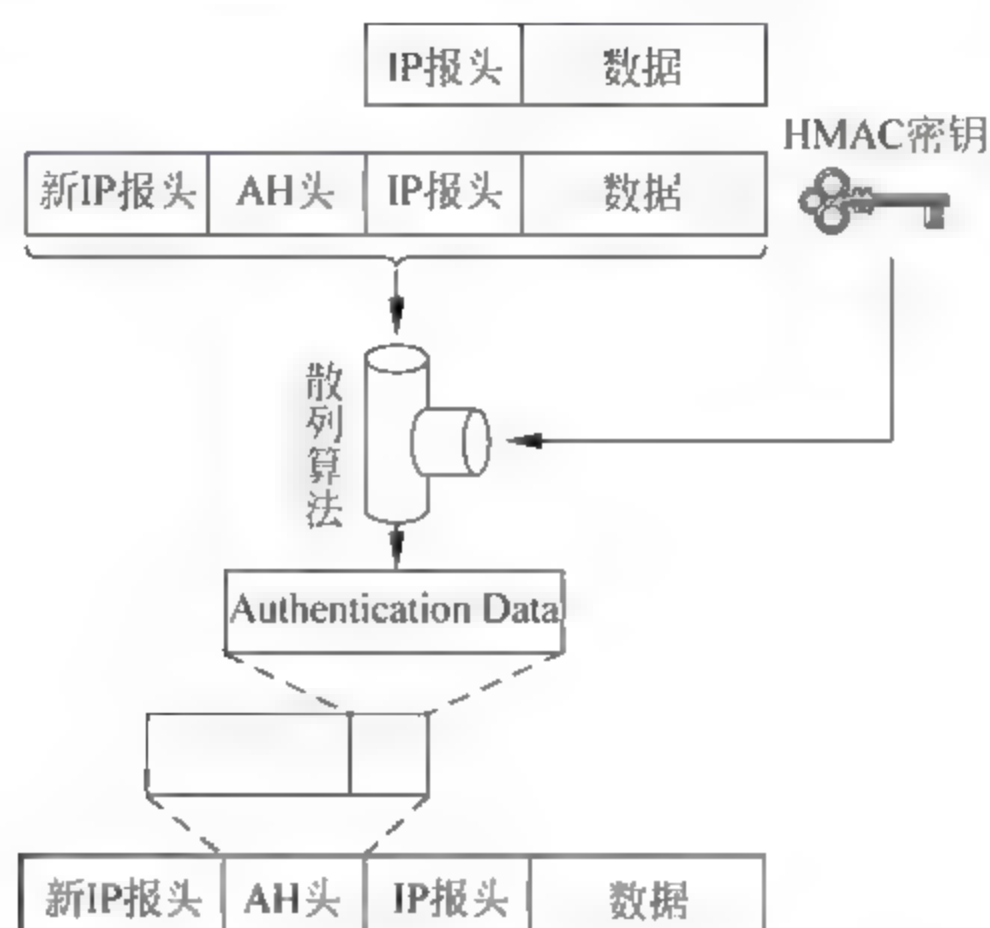 IP报头 数据
HMAC密钥
新IP报头 AH头 IP报头 数据
散列算法
Authentication Data
新IP报头 AH头 IP报头 数据